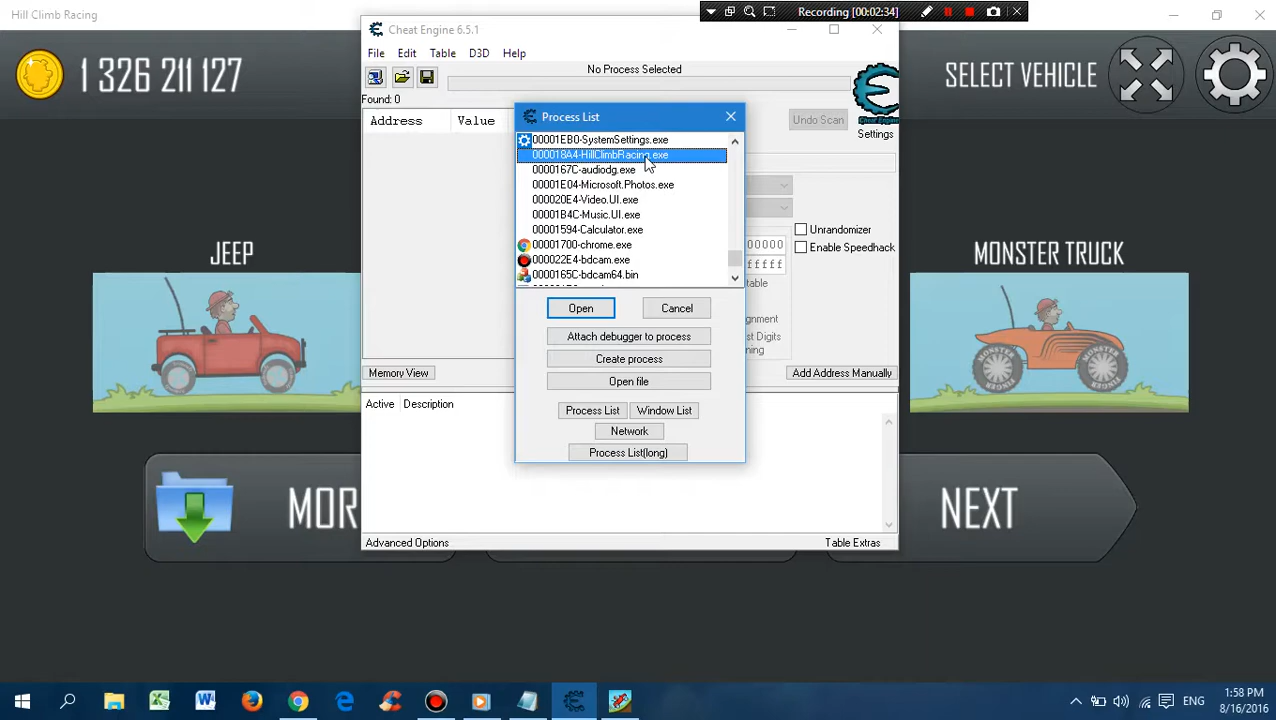 Hill Climb Racing
Recording [00:02:34]
1 326 211 127
SELECT VEHICLE
Cheat Engine 6.5.1
File Edit Table D3D Help
No Process Selected
Found: 0
Address Value
Undo Scan
Cheat Engine
Settings
Process List
00001EB0-SystemSettings.exe
000018A4-HillClimbRacing.exe
0000167C-audiodg.exe
00001E04-Microsoft.Photos.exe
000020E4-Video.UI.exe
00001B4C-Music.UI.exe
00001594-Calculator.exe
00001700-chrome.exe
000022E4-bdcam.exe
0000165C-bdcam64.bin
Open Cancel
Attach debugger to process
Create process
Open file
Process List Window List
Network
Process List(long)
Unrandomizer
Enable Speedhack
Memory View
Add Address Manually
Active Description
Advanced Options
Table Extras
JEEP
MONSTER TRUCK
MONSTER
FINGER
MOR
NEXT
ENG
1:58 PM
8/16/2016